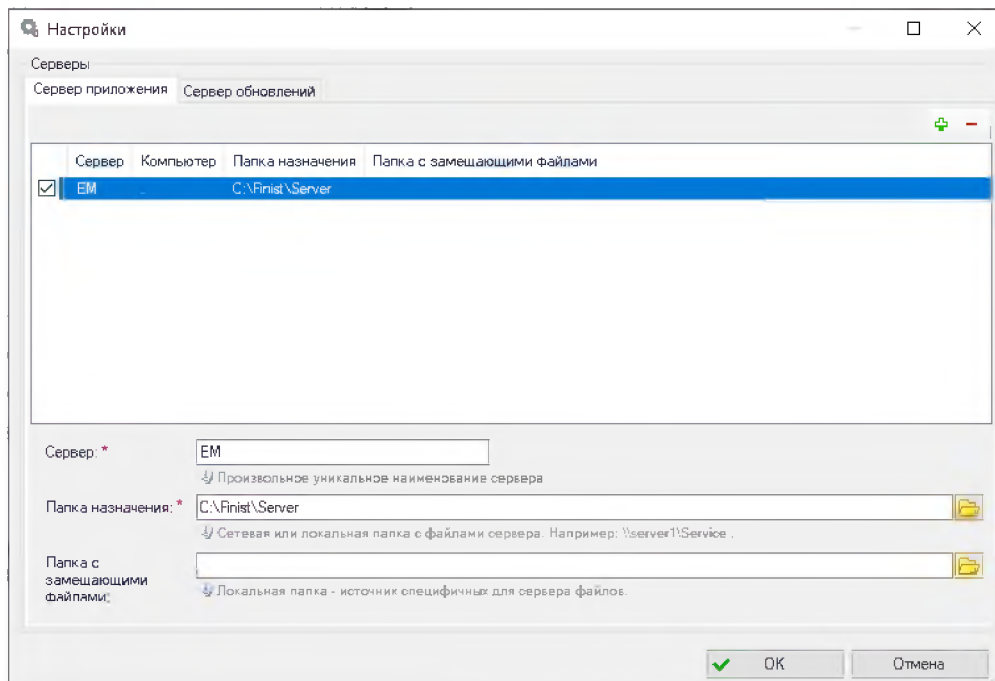 Настройки
Серверы
Сервер приложения Сервер обновлений
Сервер Компьютер Папка назначения Папка с замещающими файлами
EM . C:\Finist\Server
Сервер: * EM
Произвольное уникальное наименование сервера
Папка назначения: * C:\Finist\Server
Сетевая или локальная папка с файлами сервера. Например: \\server1\Service .
Папка с
замещающими
файлами:
Локальная папка - источник специфичных для сервера файлов.
OK Отмена